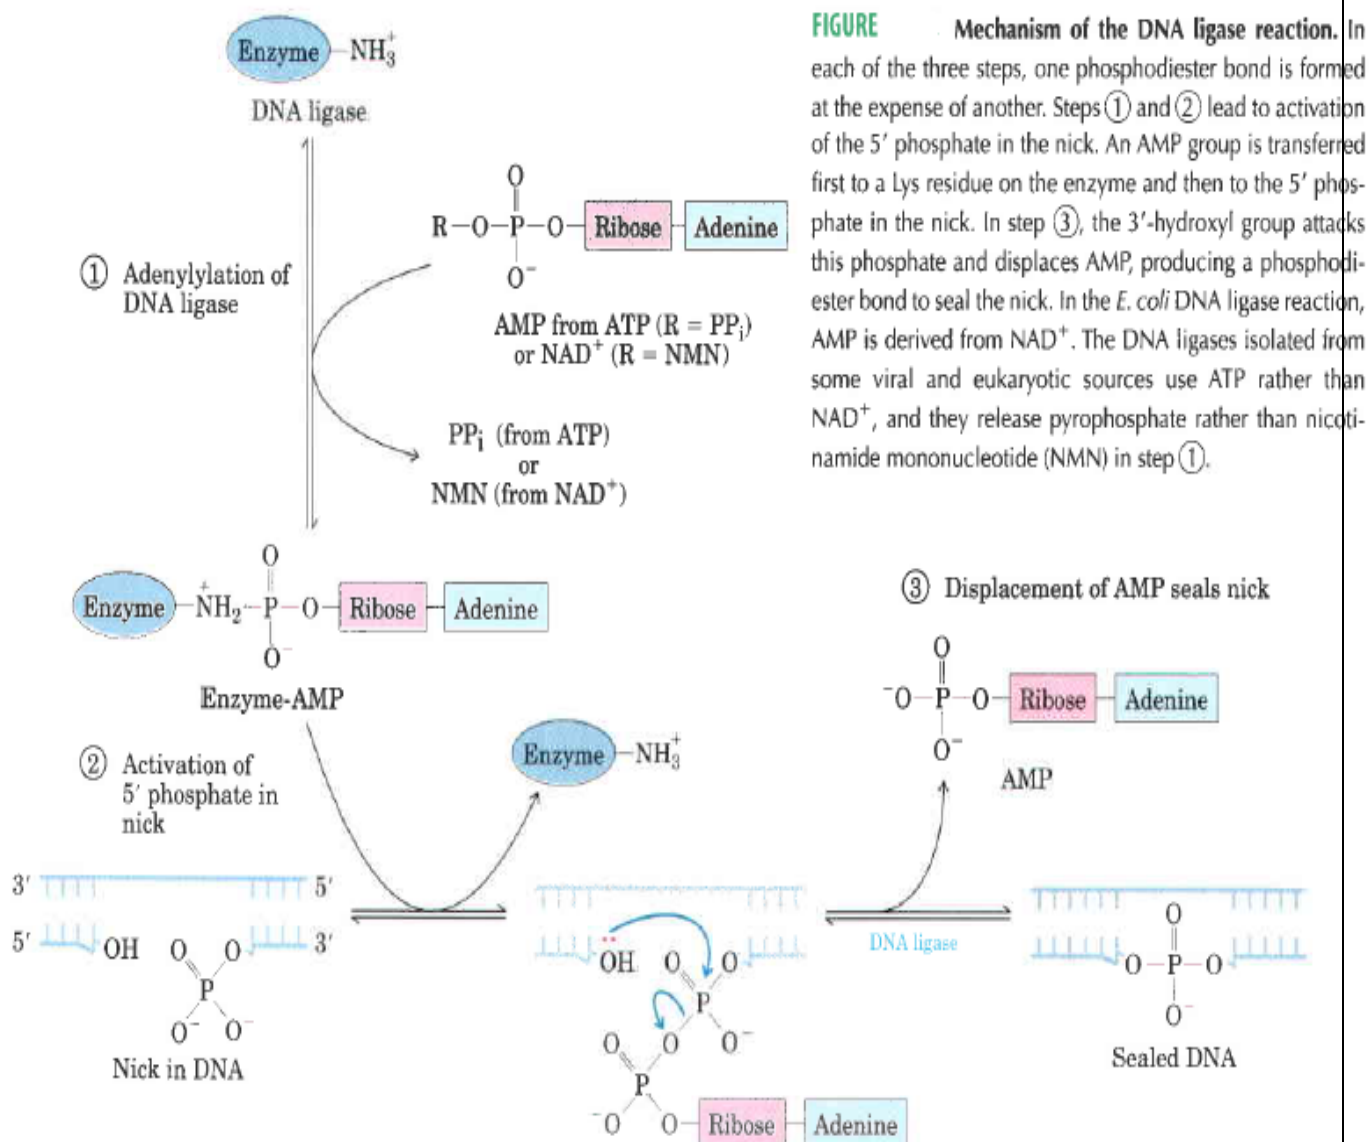 Enzyme NH₃⁺
DNA ligase
R—O—P—O—Ribose Adenine
O
O⁻
① Adenylylation of
DNA ligase
AMP from ATP (R = PPᵢ)
or NAD⁺ (R = NMN)
PPᵢ (from ATP)
or
NMN (from NAD⁺)
FIGURE Mechanism of the DNA ligase reaction. In
each of the three steps, one phosphodiester bond is formed
at the expense of another. Steps ① and ② lead to activation
of the 5′ phosphate in the nick. An AMP group is transferred
first to a Lys residue on the enzyme and then to the 5′ phos-
phate in the nick. In step ③, the 3′-hydroxyl group attacks
this phosphate and displaces AMP, producing a phosphodi-
ester bond to seal the nick. In the E. coli DNA ligase reaction,
AMP is derived from NAD⁺. The DNA ligases isolated from
some viral and eukaryotic sources use ATP rather than
NAD⁺, and they release pyrophosphate rather than nicoti-
namide mononucleotide (NMN) in step ①.
O
Enzyme—N⁺H₂—P—O—Ribose—Adenine
O⁻
Enzyme-AMP
② Activation of
5′ phosphate in
nick
Enzyme—NH₃⁺
③ Displacement of AMP seals nick
O
⁻O—P—O—Ribose—Adenine
O⁻
AMP
3′ 5′
5′ OH O O 3′
P
O⁻ O⁻
Nick in DNA
OH O O
P
O O O⁻
P
⁻O O—Ribose—Adenine
DNA ligase
O
O—P—O
O⁻
Sealed DNA